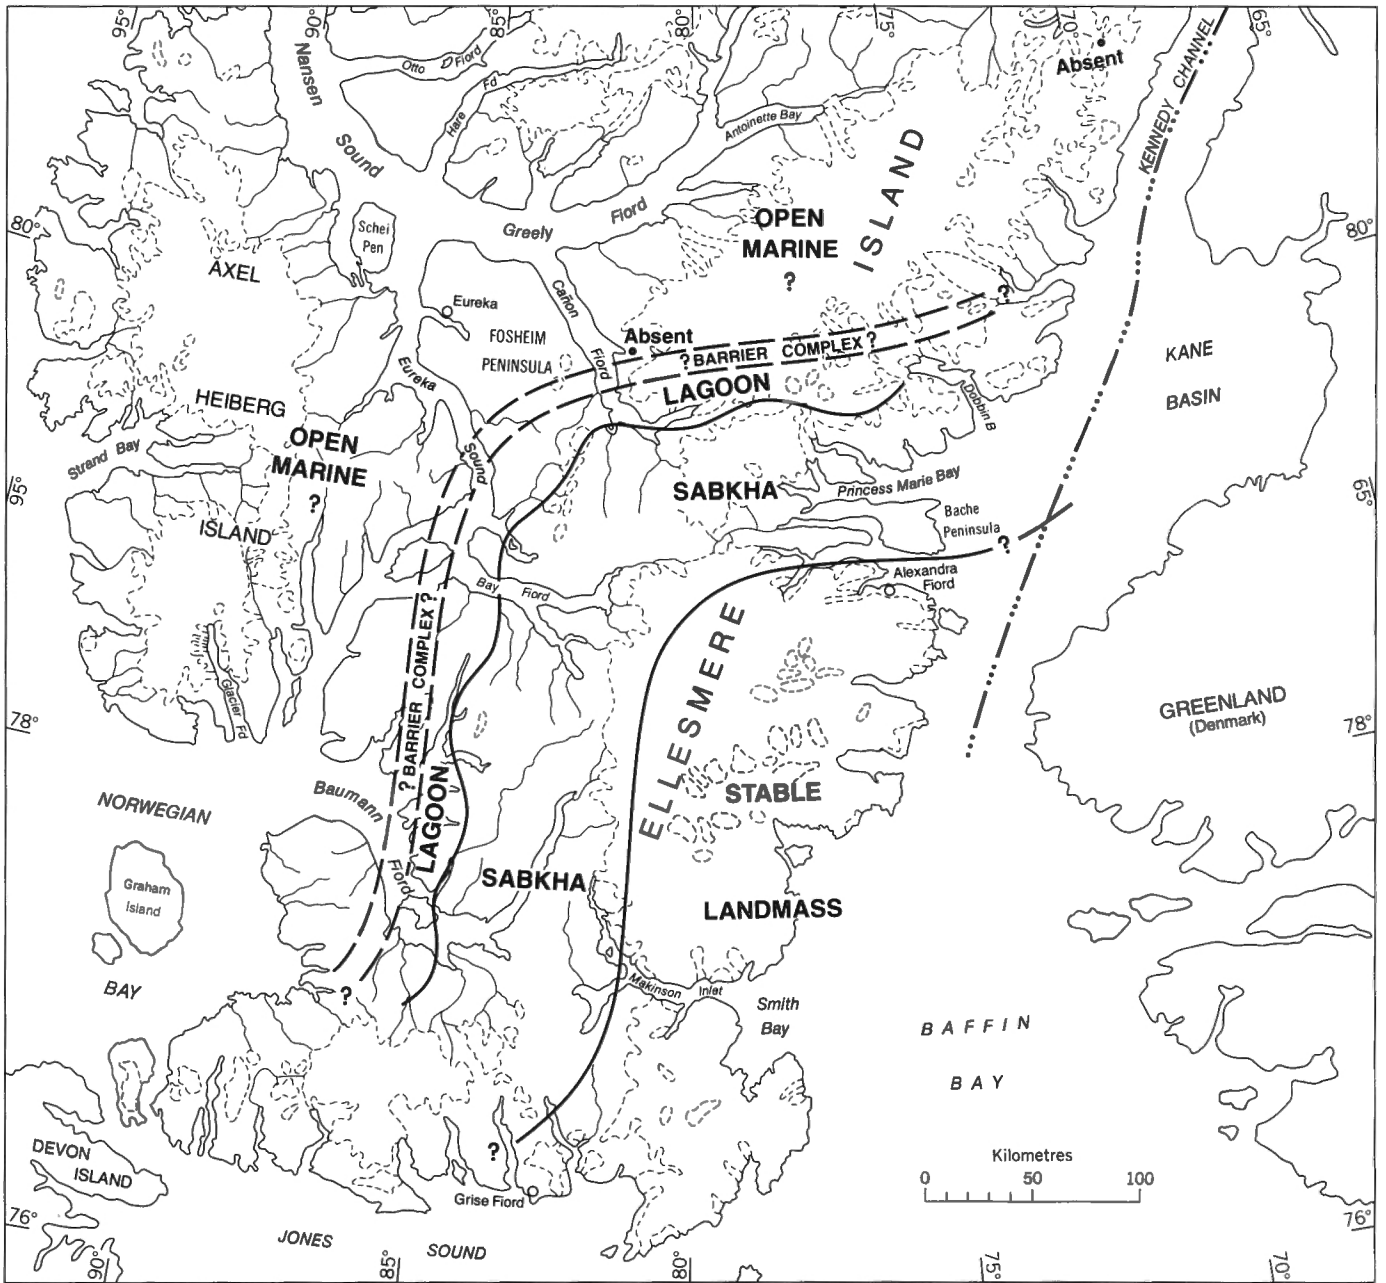 95°
90°
85°
80°
75°
70°
65°
Nansen
Sound
Otto
Fiord
Hare
Fd
Antoinette Bay
Absent
KENNEDY CHANNEL
ISLAND
80°
Schei
Pen
Greely
Fiord
OPEN
MARINE
?
80°
AXEL
Eureka
Cañon
Fiord
FOSHEIM
PENINSULA
Absent
? BARRIER COMPLEX ?
?
LAGOON
KANE
BASIN
Eureka
Sound
HEIBERG
OPEN
MARINE
?
Dobbin B
Strand Bay
95°
SABKHA
Princess Marie Bay
65°
ISLAND
Bache
Peninsula
?
Alexandra
Fiord
Bay Fiord
? BARRIER COMPLEX ?
ELLESMERE
Glacier Fd
78°
GREENLAND
(Denmark)
78°
STABLE
NORWEGIAN
Baumann
Fiord
LAGOON
Graham
Island
SABKHA
LANDMASS
BAY
?
Makinson Inlet
Smith
Bay
BAFFIN
BAY
DEVON
ISLAND
?
Grise Fiord
Kilometres
0 50 100
76°
76°
JONES SOUND
90°
85°
80°
75°
70°